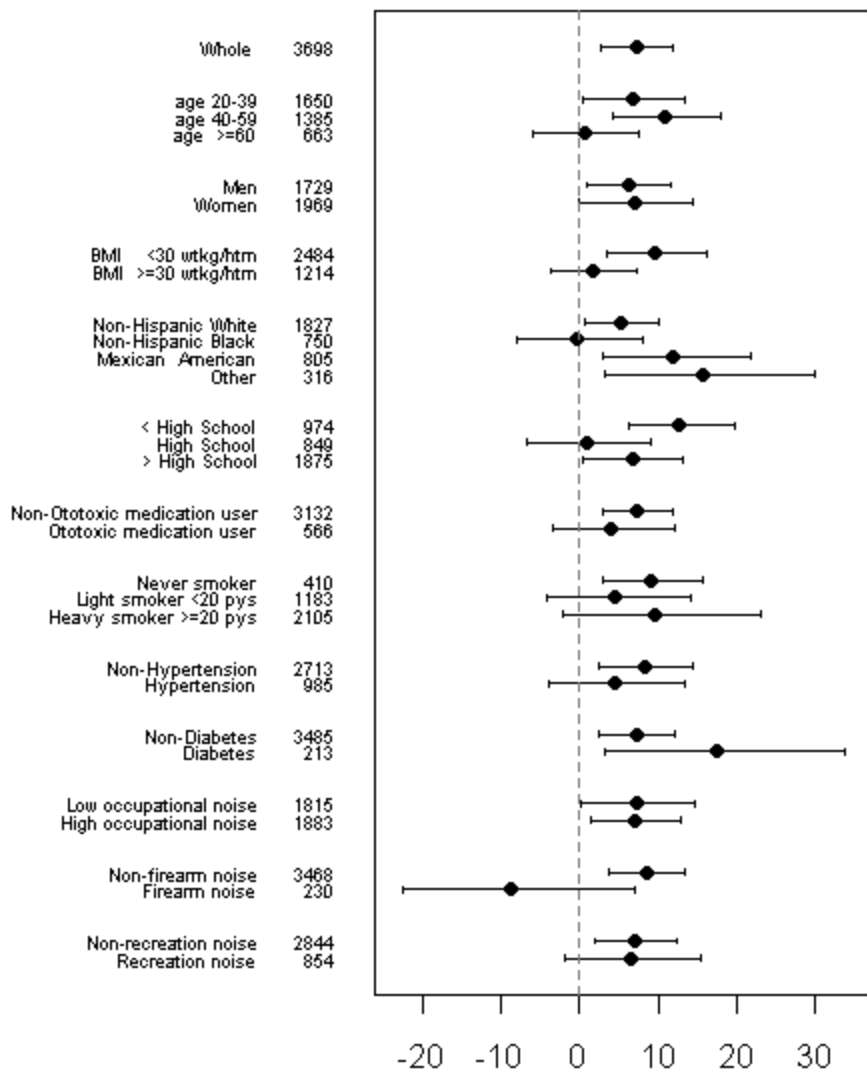 Whole 3698
age 20-39 1650
age 40-59 1385
age >=60 663
Men 1729
Women 1969
BMI <30 wtkg/htm 2484
BMI >=30 wtkg/htm 1214
Non-Hispanic White 1827
Non-Hispanic Black 750
Mexican American 805
Other 316
< High School 974
High School 849
> High School 1875
Non-Ototoxic medication user 3132
Ototoxic medication user 566
Never smoker 410
Light smoker <20 pys 1183
Heavy smoker >=20 pys 2105
Non-Hypertension 2713
Hypertension 985
Non-Diabetes 3485
Diabetes 213
Low occupational noise 1815
High occupational noise 1883
Non-firearm noise 3468
Firearm noise 230
Non-recreation noise 2844
Recreation noise 854
-20 -10 0 10 20 30